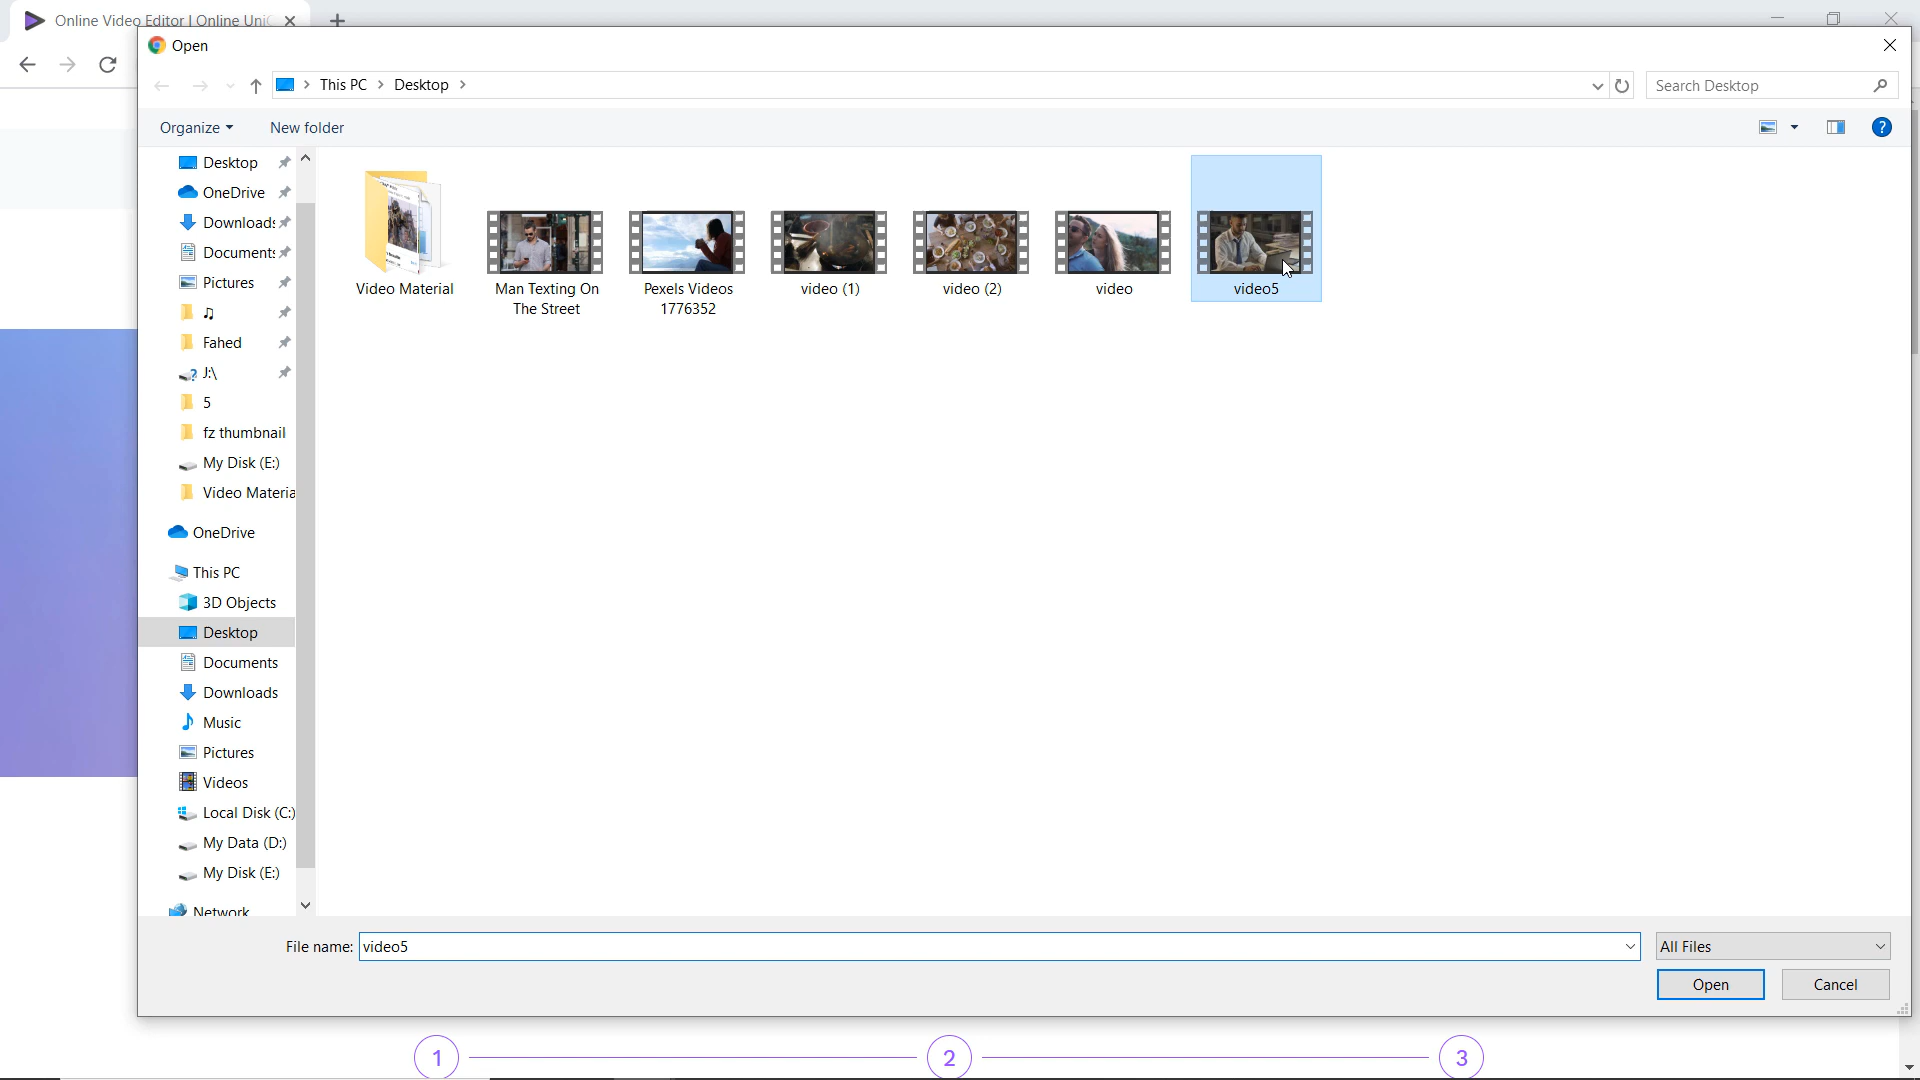 Online Video Editor | Online UniC
Open
This PC
Desktop
Search Desktop
Organize
New folder
Desktop
OneDrive
Downloads
Documents
Pictures
♫
Fahed
J:\
5
fz thumbnail
My Disk (E:)
Video Materia
OneDrive
This PC
3D Objects
Desktop
Documents
Downloads
Music
Pictures
Videos
Local Disk (C:)
My Data (D:)
My Disk (E:)
Network
Video Material
Man Texting On
The Street
Pexels Videos
1776352
video (1)
video (2)
video
video5
File name: video5
All Files
Open
Cancel
1
2
3